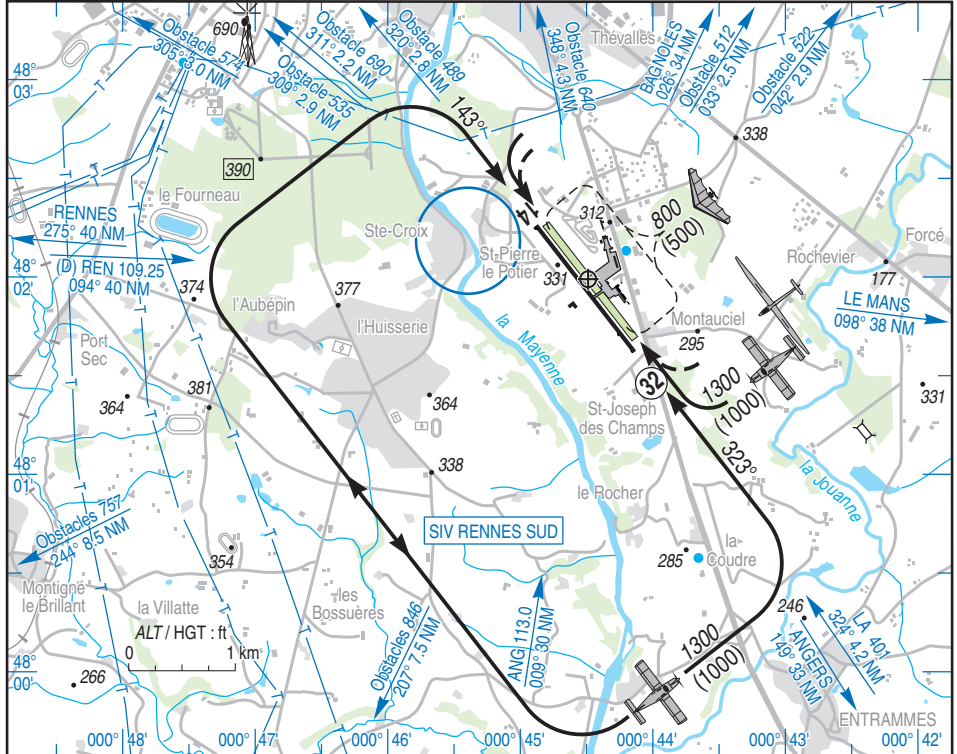 690
Obstacle 574
305° 3.0 NM
Obstacle 690
311° 2.2 NM
Obstacle 535
309° 2.9 NM
Obstacle 489
320° 2.8 NM
Obstacle 640
348° 4.3 NM
Thévalles
BAGNOLES
026° 34 NM
Obstacle 512
033° 2.5 NM
Obstacle 522
042° 2.9 NM
48°
03'
143°
338
390
le Fourneau
RENNES
275° 40 NM
(D) REN 109.25
094° 40 NM
Ste-Croix
St-Pierre
le Potier
14
312
331
800
(500)
Rochevier
Forcé
177
48°
02'
374
l'Aubépin
377
l'Huisserie
la Mayenne
Montauciel
295
LE MANS
098° 38 NM
Port
Sec
381
364
364
32
1300
(1000)
331
St-Joseph
des Champs
48°
01'
338
323°
le Rocher
la Jouanne
Obstacles 757
244° 8.5 NM
SIV RENNES SUD
354
285
la
Coudre
Montigné
le Brillant
la Villatte
les
Bossuères
246
ALT / HGT : ft
0 1 km
Obstacles 846
207° 7.5 NM
ANG 113.0
009° 30 NM
1300
(1000)
LA 401
324° 4.2 NM
ANGERS
149° 33 NM
48°
00'
266
ENTRAMMES
000° 48'
000° 47'
000° 46'
000° 45'
000° 44'
000° 43'
000° 42'